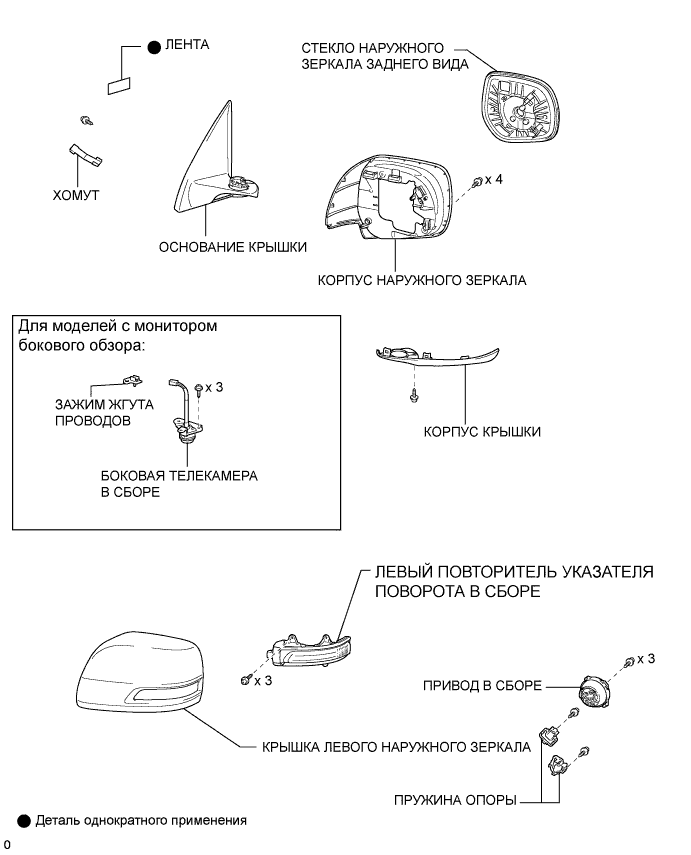 ЛЕНТА
СТЕКЛО НАРУЖНОГО
ЗЕРКАЛА ЗАДНЕГО ВИДА
ХОМУТ
x 4
ОСНОВАНИЕ КРЫШКИ
КОРПУС НАРУЖНОГО ЗЕРКАЛА
Для моделей с монитором
бокового обзора:
x 3
ЗАЖИМ ЖГУТА
ПРОВОДОВ
БОКОВАЯ ТЕЛЕКАМЕРА
В СБОРЕ
КОРПУС КРЫШКИ
ЛЕВЫЙ ПОВТОРИТЕЛЬ УКАЗАТЕЛЯ
ПОВОРОТА В СБОРЕ
x 3
x 3
ПРИВОД В СБОРЕ
КРЫШКА ЛЕВОГО НАРУЖНОГО ЗЕРКАЛА
ПРУЖИНА ОПОРЫ
Деталь однократного применения
0